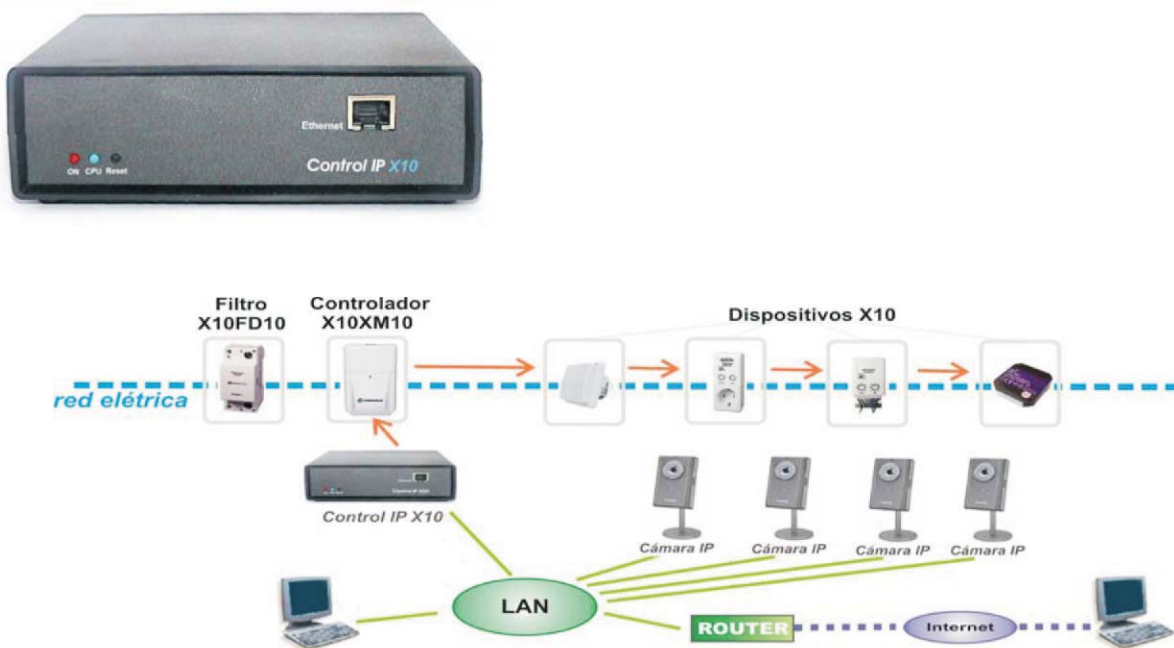 Ethernet
ON CPU Reset
Control IP X10
Filtro
X10FD10
Controlador
X10XM10
Dispositivos X10
red elétrica
Control IP X10
Cámara IP
Cámara IP
Cámara IP
Cámara IP
LAN
ROUTER
Internet